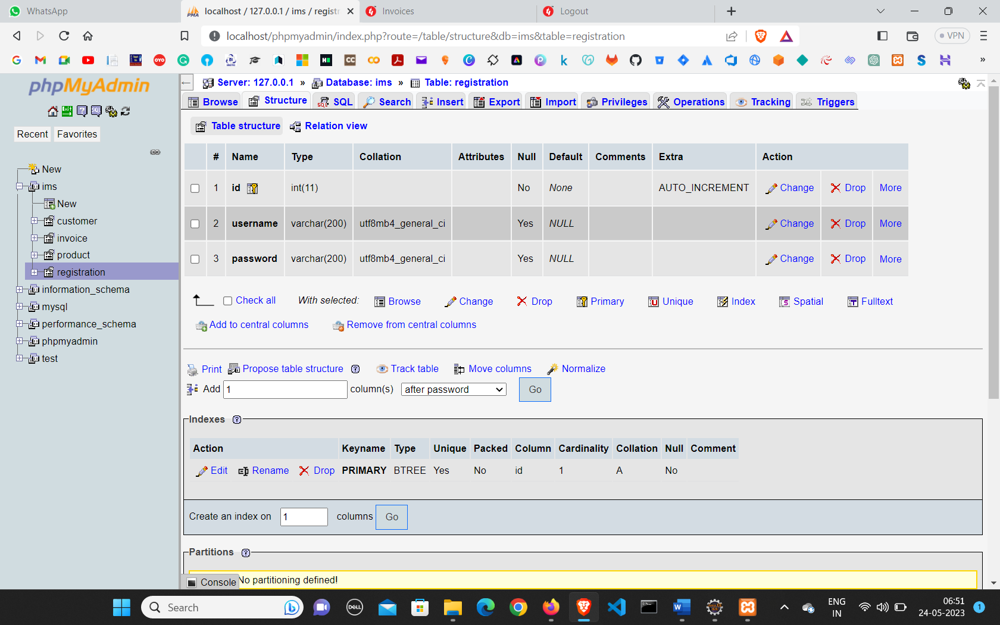 WhatsApp
localhost / 127.0.0.1 / ims / registr
Invoices
Logout
localhost/phpmyadmin/index.php?route=/table/structure&db=ims&table=registration
VPN
phpMyAdmin
Recent Favorites
New
ims
New
customer
invoice
product
registration
information_schema
mysql
performance_schema
phpmyadmin
test
Server: 127.0.0.1 » Database: ims » Table: registration
Browse Structure SQL Search Insert Export Import Privileges Operations Tracking Triggers
Table structure Relation view
# Name Type Collation Attributes Null Default Comments Extra Action
1 id int(11) No None AUTO_INCREMENT Change Drop More
2 username varchar(200) utf8mb4_general_ci Yes NULL Change Drop More
3 password varchar(200) utf8mb4_general_ci Yes NULL Change Drop More
Check all With selected: Browse Change Drop Primary Unique Index Spatial Fulltext
Add to central columns Remove from central columns
Print Propose table structure Track table Move columns Normalize
Add 1 column(s) after password Go
Indexes
Action Keyname Type Unique Packed Column Cardinality Collation Null Comment
Edit Rename Drop PRIMARY BTREE Yes No id 1 A No
Create an index on 1 columns Go
Partitions
Console No partitioning defined!
Search
ENG
IN
06:51
24-05-2023
1